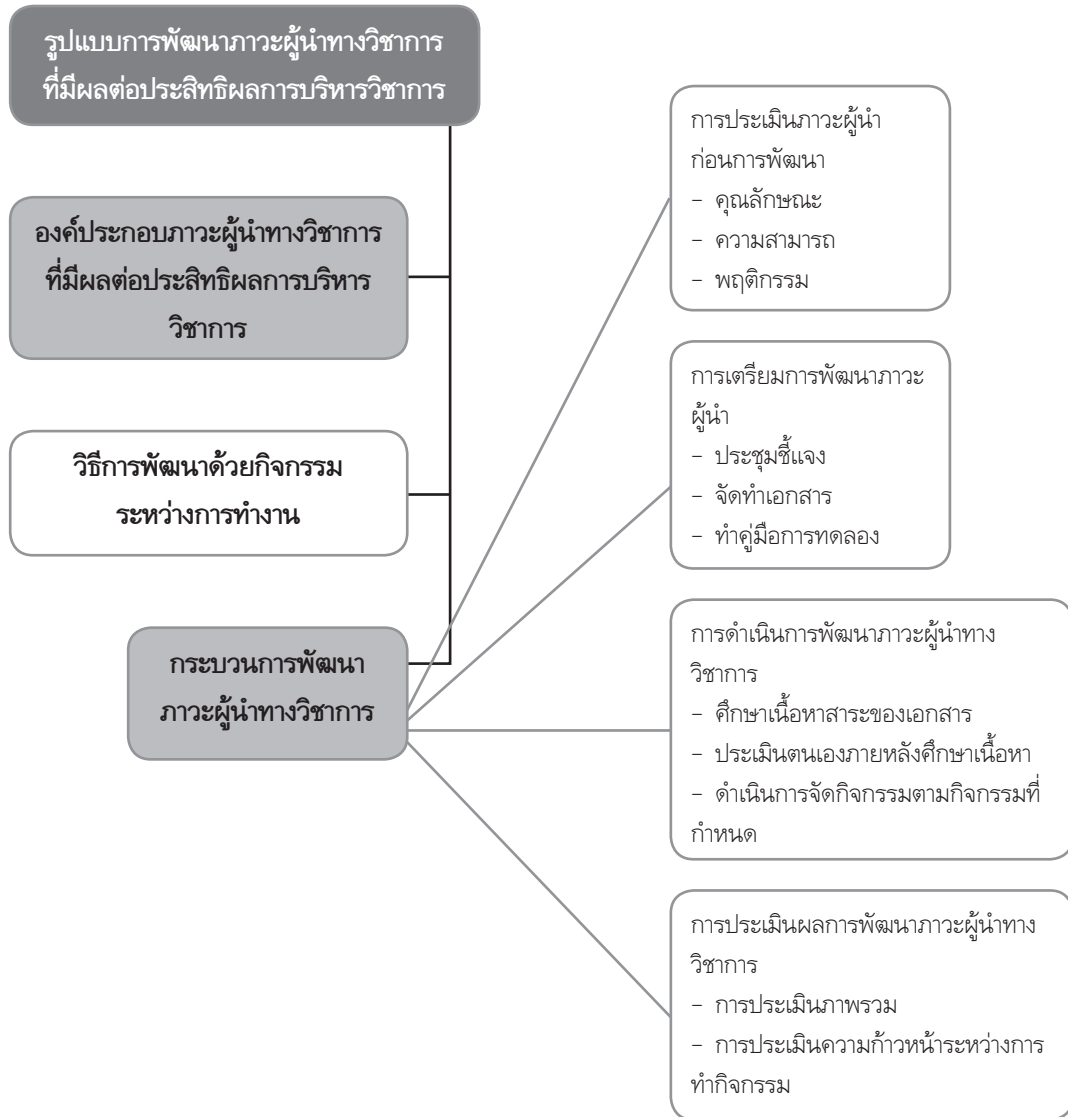 รูปแบบการพัฒนาภาวะผู้นำทางวิชาการ
ที่มีผลต่อประสิทธิผลการบริหารวิชาการ
องค์ประกอบภาวะผู้นำทางวิชาการ
ที่มีผลต่อประสิทธิผลการบริหาร
วิชาการ
วิธีการพัฒนาด้วยกิจกรรม
ระหว่างการทำงาน
กระบวนการพัฒนา
ภาวะผู้นำทางวิชาการ
การประเมินภาวะผู้นำ
ก่อนการพัฒนา
- คุณลักษณะ
- ความสามารถ
- พฤติกรรม
การเตรียมการพัฒนาภาวะ
ผู้นำ
- ประชุมชี้แจง
- จัดทำเอกสาร
- ทำคู่มือการทดลอง
การดำเนินการพัฒนาภาวะผู้นำทาง
วิชาการ
- ศึกษาเนื้อหาสาระของเอกสาร
- ประเมินตนเองภายหลังศึกษาเนื้อหา
- ดำเนินการจัดกิจกรรมตามกิจกรรมที่
กำหนด
การประเมินผลการพัฒนาภาวะผู้นำทาง
วิชาการ
- การประเมินภาพรวม
- การประเมินความก้าวหน้าระหว่างการ
ทำกิจกรรม